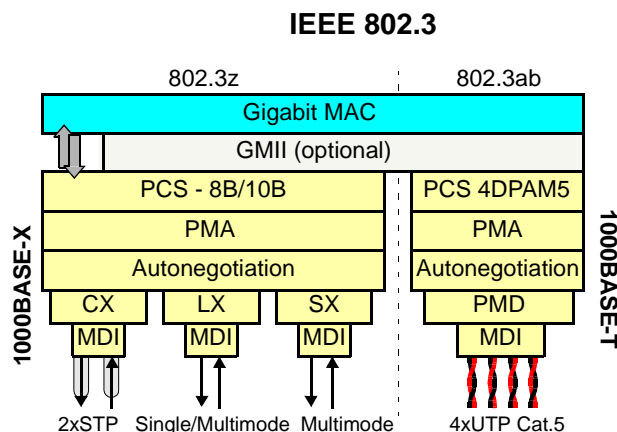 IEEE 802.3
802.3z
802.3ab
Gigabit MAC
GMII (optional)
PCS - 8B/10B
PCS 4DPAM5
PMA
PMA
Autonegotiation
Autonegotiation
1000BASE-X
1000BASE-T
CX
LX
SX
PMD
MDI
MDI
MDI
MDI
2xSTP
Single/Multimode
Multimode
4xUTP Cat.5